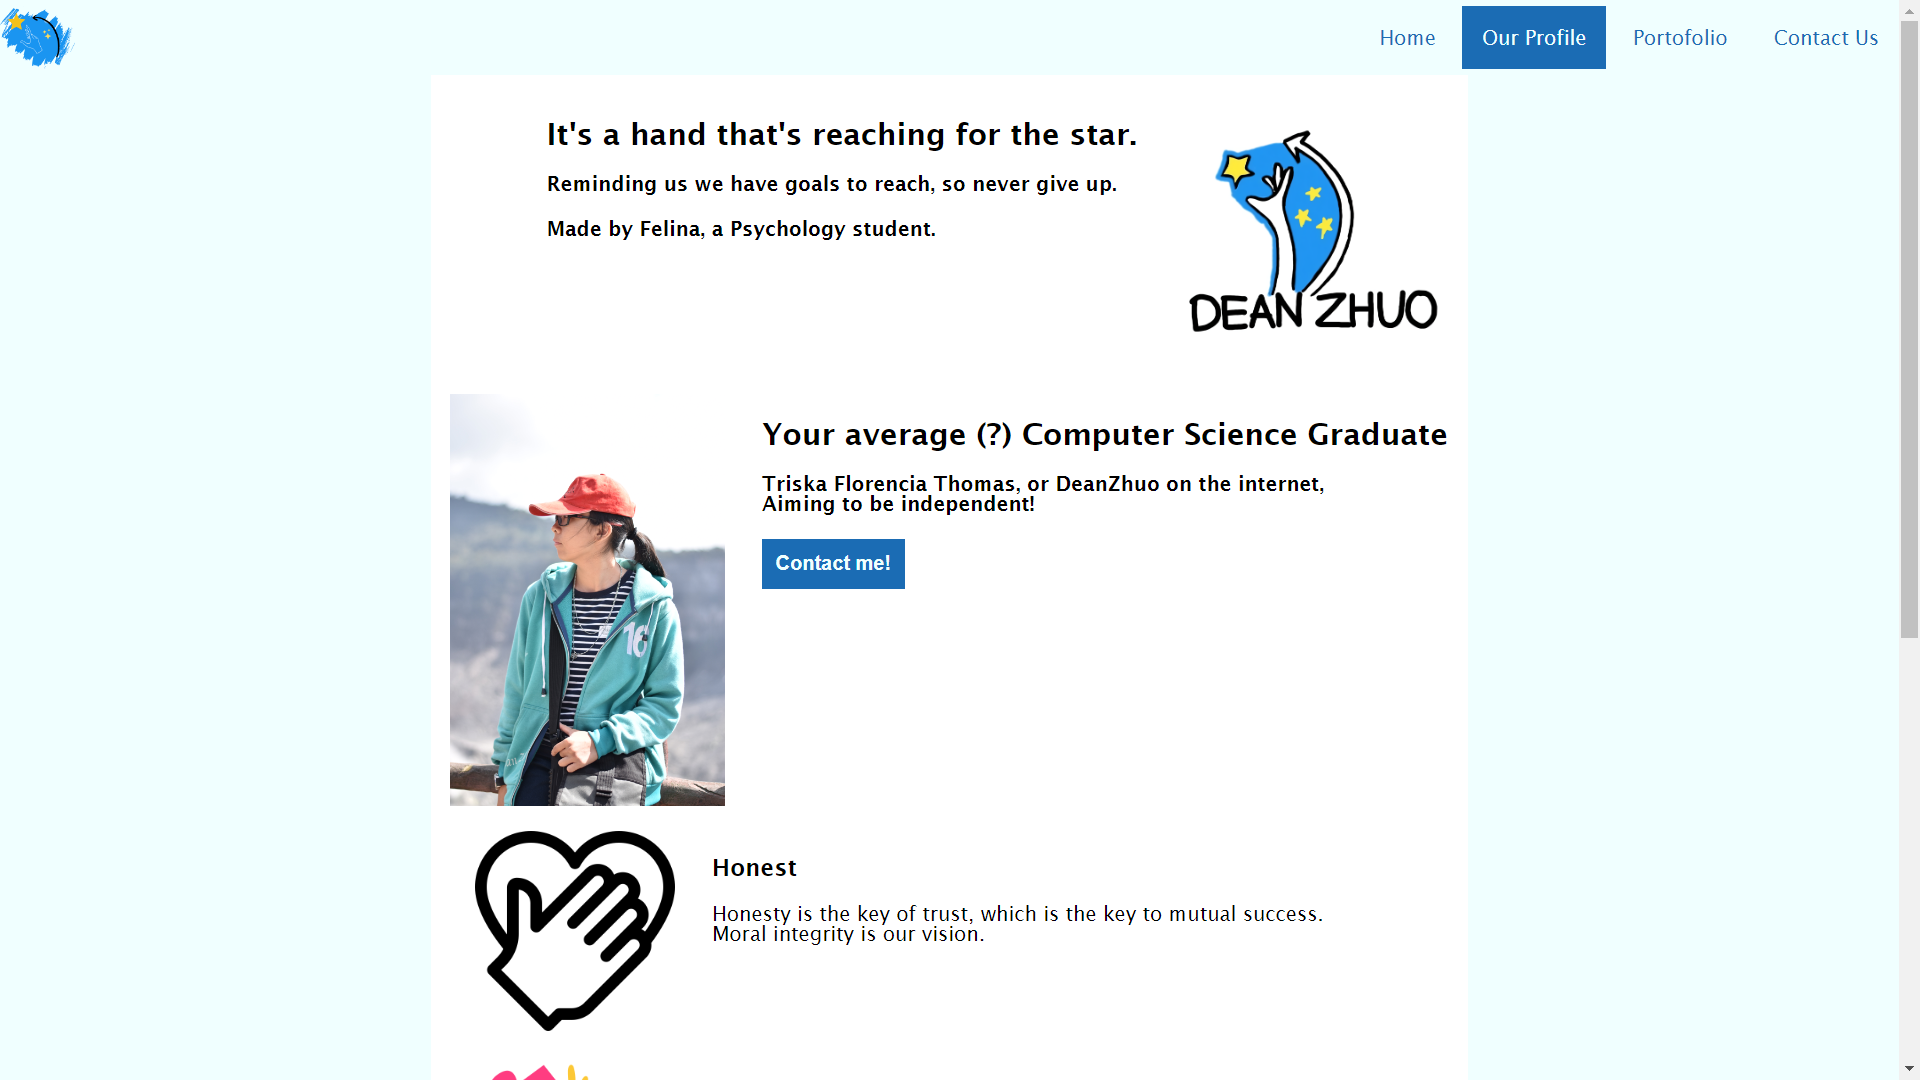 Home Our Profile Portofolio Contact Us
It's a hand that's reaching for the star.
Reminding us we have goals to reach, so never give up.
Made by Felina, a Psychology student.
DEAN ZHUO
Your average (?) Computer Science Graduate
Triska Florencia Thomas, or DeanZhuo on the internet,
Aiming to be independent!
Contact me!
16
Honest
Honesty is the key of trust, which is the key to mutual success.
Moral integrity is our vision.